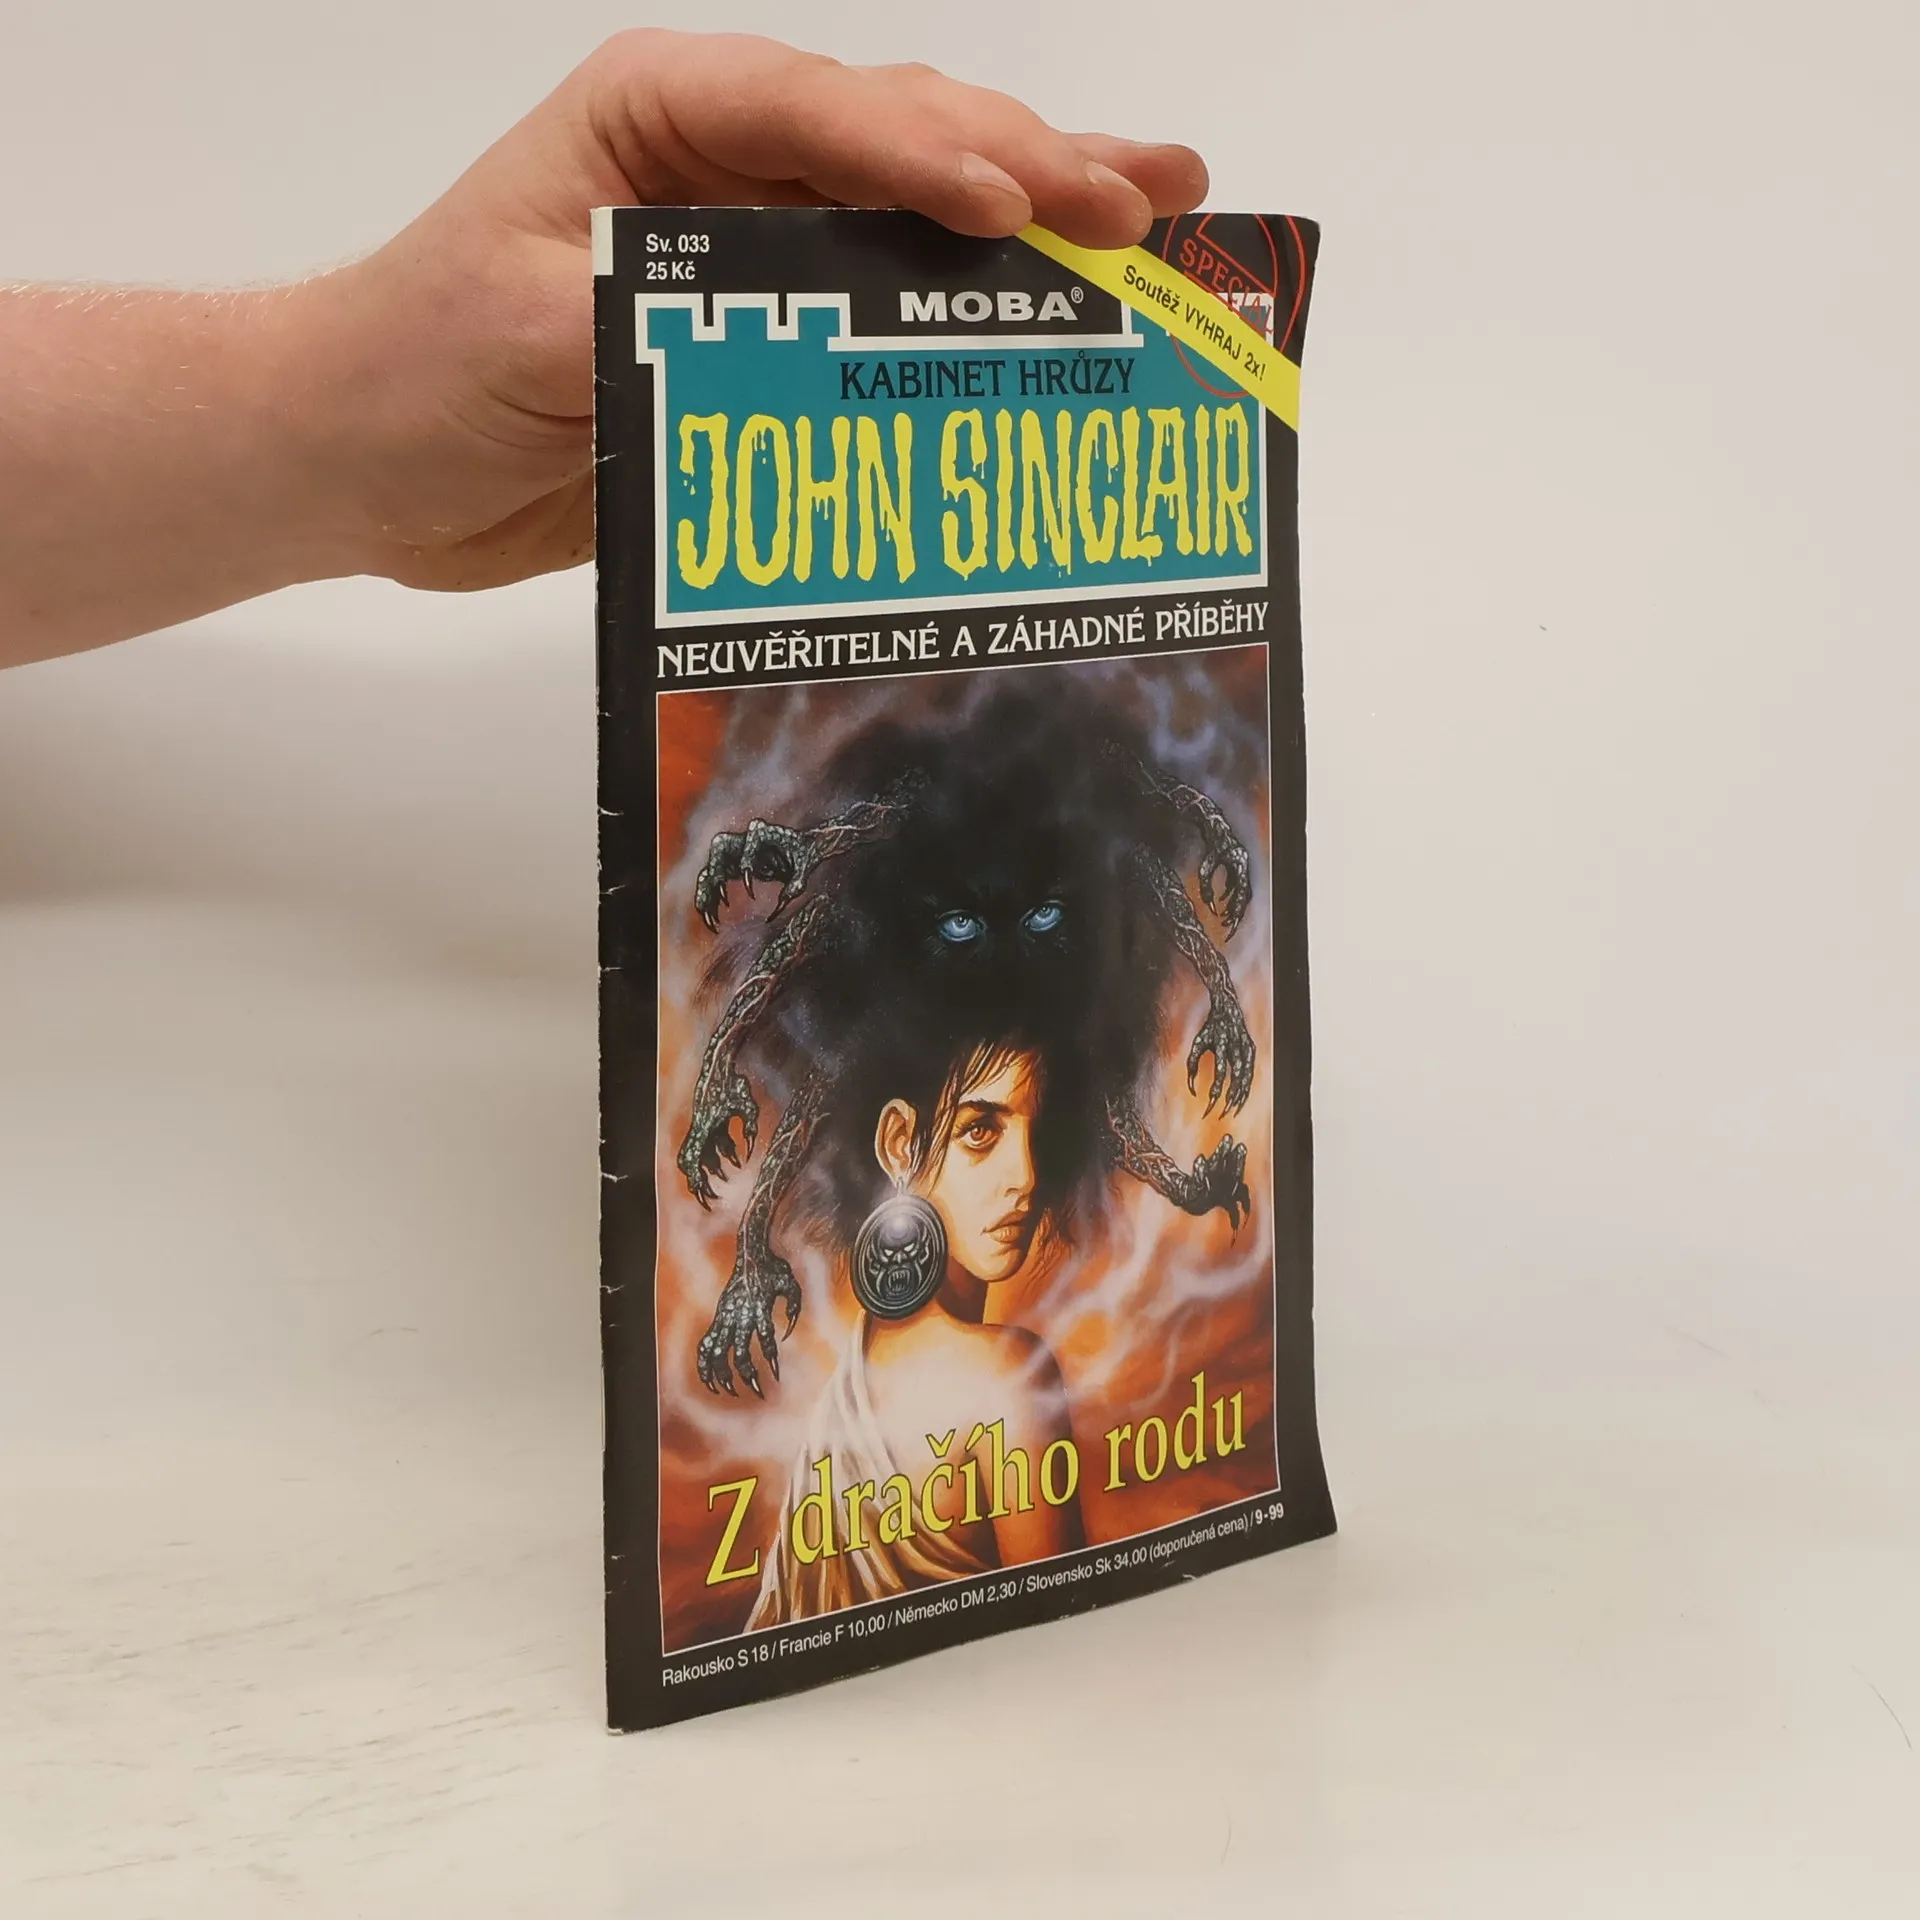 Sv. 033
25 Kč
MOBA®
SPECIAL
Soutěž VYHRAJ 2x!
KABINET HRŮZY
JOHN SINCLAIR
NEUVĚŘITELNÉ A ZÁHADNÉ PŘÍBĚHY
Z dračího rodu
Rakousko S 18 / Francie F 10,00 / Německo DM 2,30 / Slovensko Sk 34,00 (doporučená cena) / 9-99